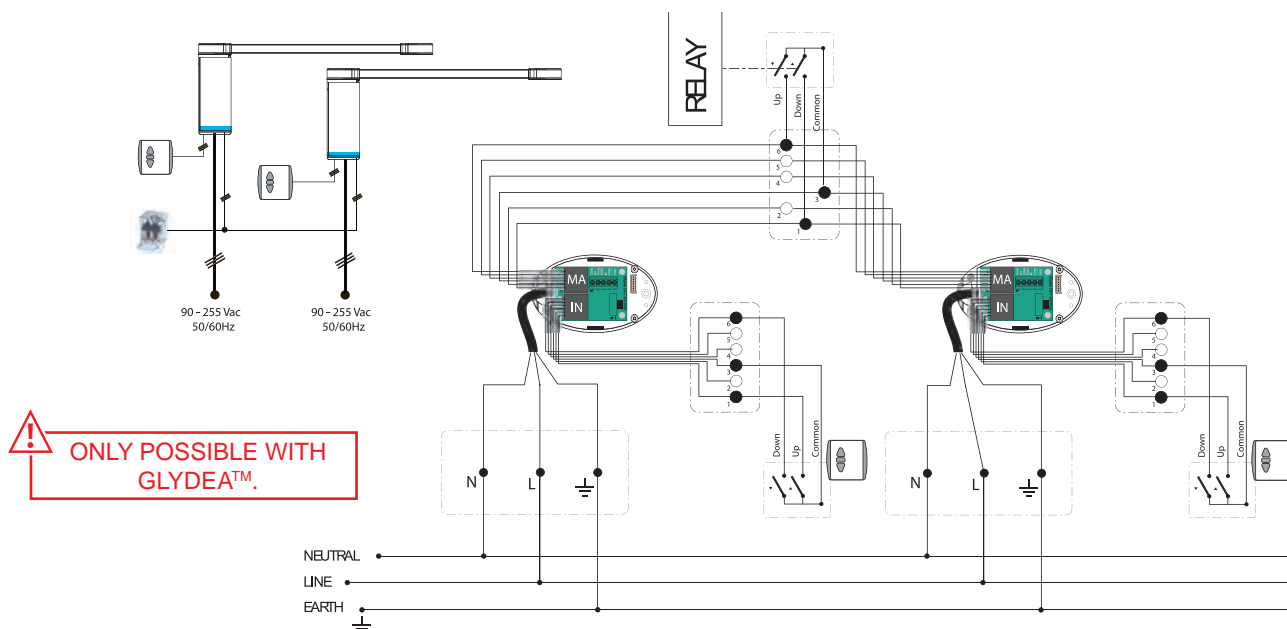 RELAY
Up
Down
Common
6
5
4
3
2
1
90 - 255 Vac
50/60Hz
90 - 255 Vac
50/60Hz
MA
IN
MA
IN
6
5
4
3
2
1
6
5
4
3
2
1
Down
Up
Common
Down
Up
Common
ONLY POSSIBLE WITH
GLYDEA™.
N
L
N
L
NEUTRAL
LINE
EARTH